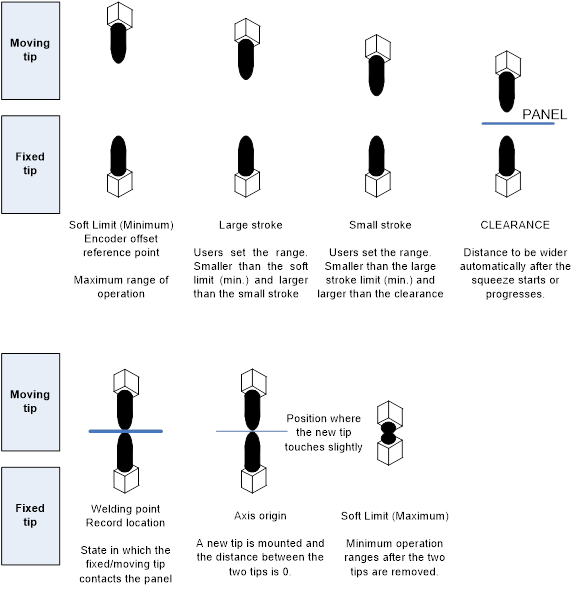 Moving
tip
PANEL
Fixed
tip
Soft Limit (Minimum)
Encoder offset
reference point
Maximum range of
operation
Large stroke
Users set the range.
Smaller than the soft
limit (min.) and larger
than the small stroke
Small stroke
Users set the range.
Smaller than the large
stroke limit (min.) and
larger than the clearance
CLEARANCE
Distance to be wider
automatically after the
squeeze starts or
progresses.
Moving
tip
Position where
the new tip
touches slightly
Fixed
tip
Welding point
Record location
State in which the
fixed/moving tip
contacts the panel
Axis origin
A new tip is mounted and
the distance between the
two tips is 0.
Soft Limit (Maximum)
Minimum operation
ranges after the two
tips are removed.